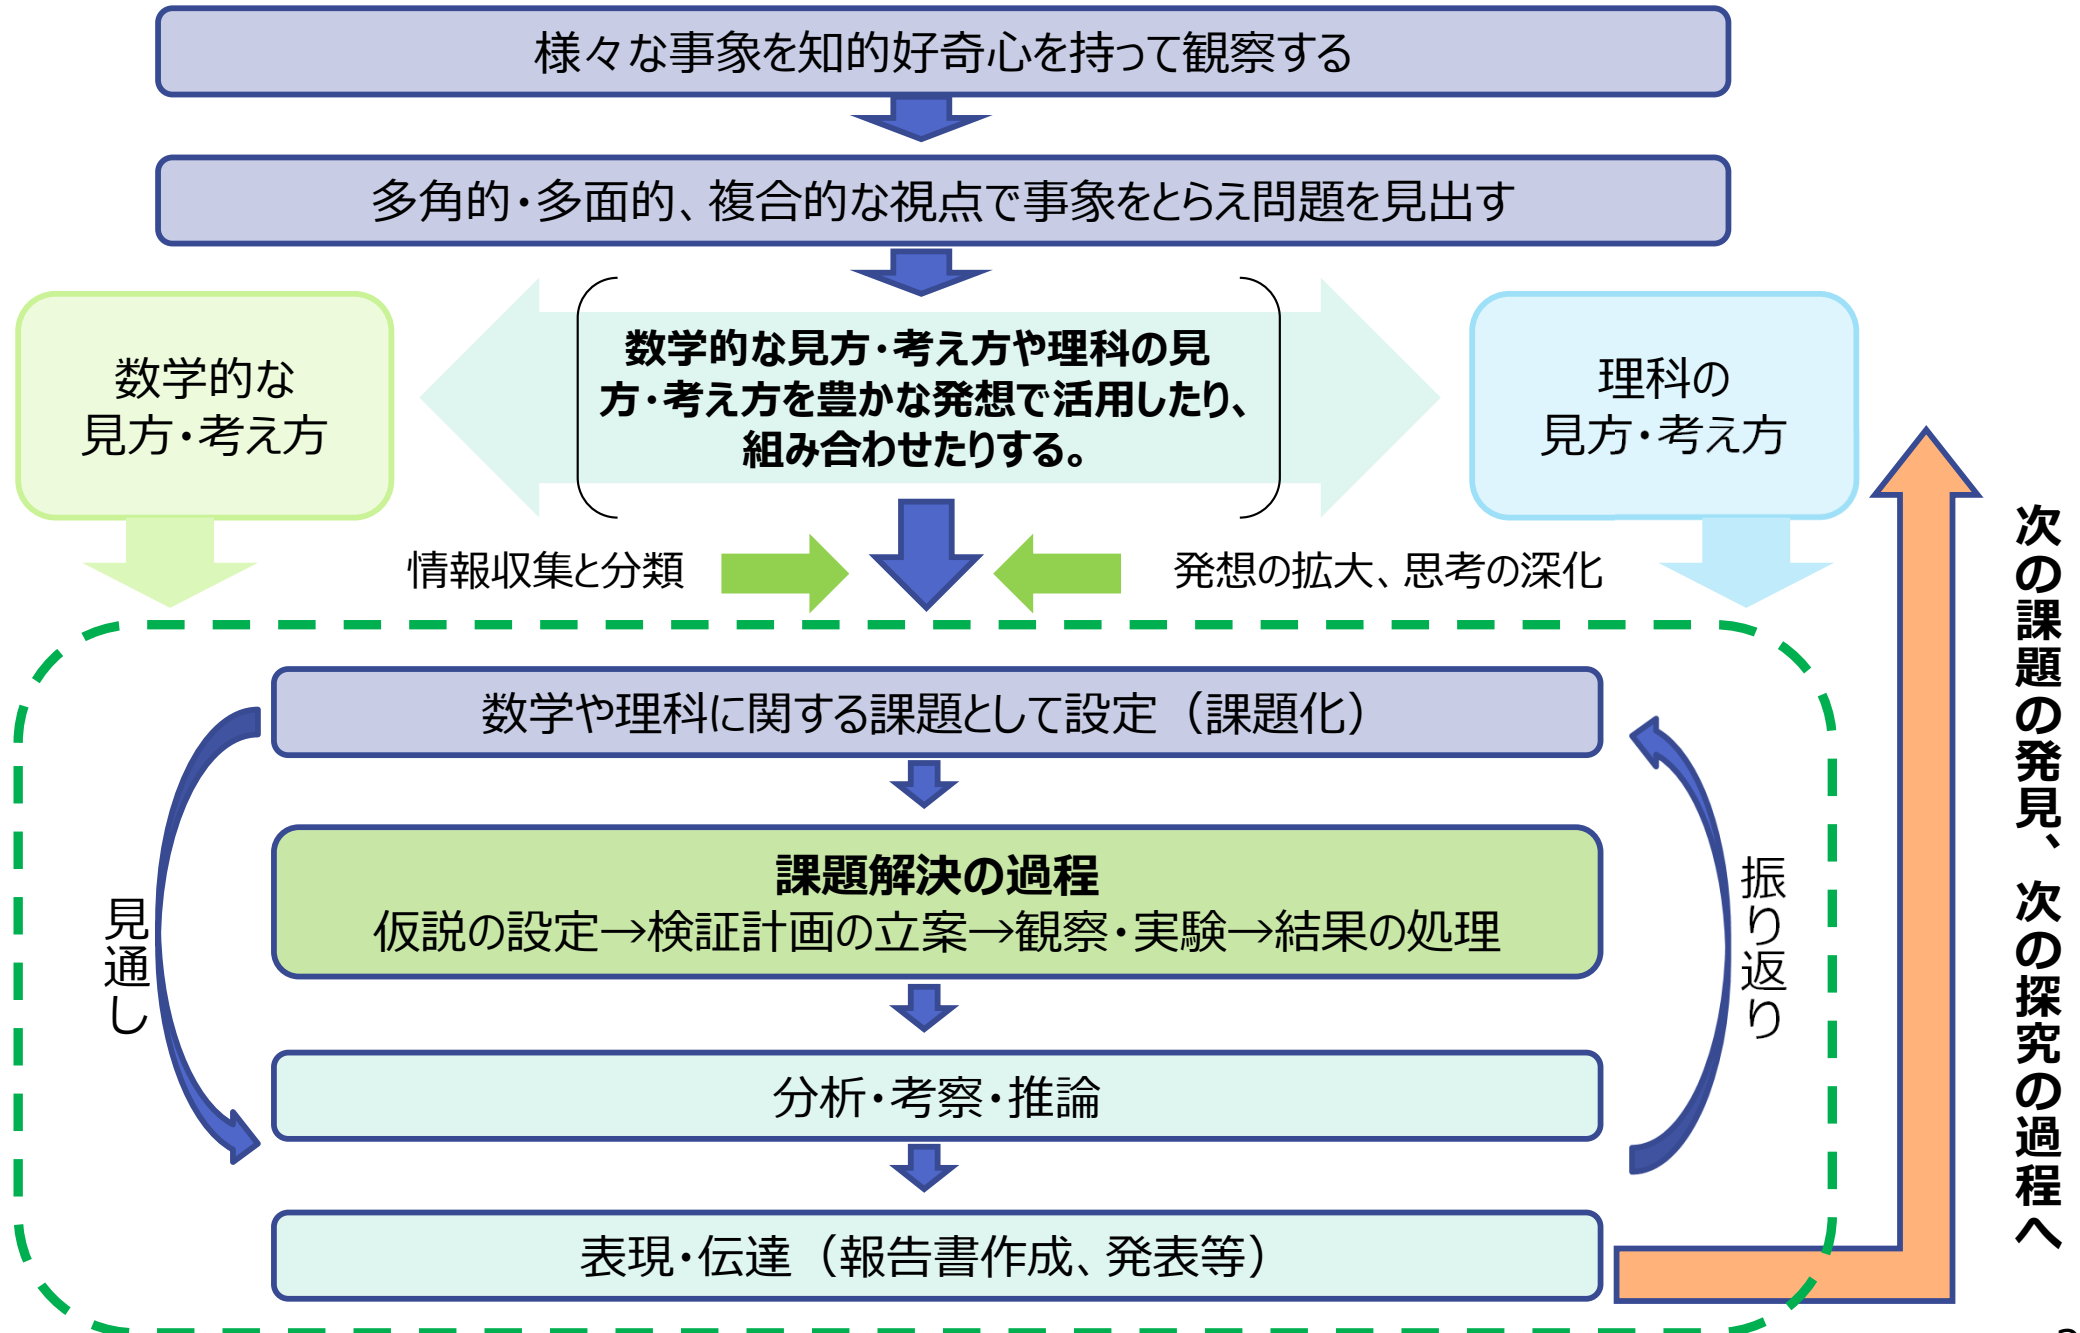 様々な事象を知的好奇心を持って観察する
多角的・多面的、複合的な視点で事象をとらえ問題を見出す
数学的な
見方・考え方
数学的な見方・考え方や理科の見
方・考え方を豊かな発想で活用したり、
組み合わせたりする。
理科の
見方・考え方
情報収集と分類
発想の拡大、思考の深化
数学や理科に関する課題として設定（課題化）
課題解決の過程
仮説の設定→検証計画の立案→観察・実験→結果の処理
見通し
振り返り
分析・考察・推論
表現・伝達（報告書作成、発表等）
次の課題の発見、次の探究の過程へ